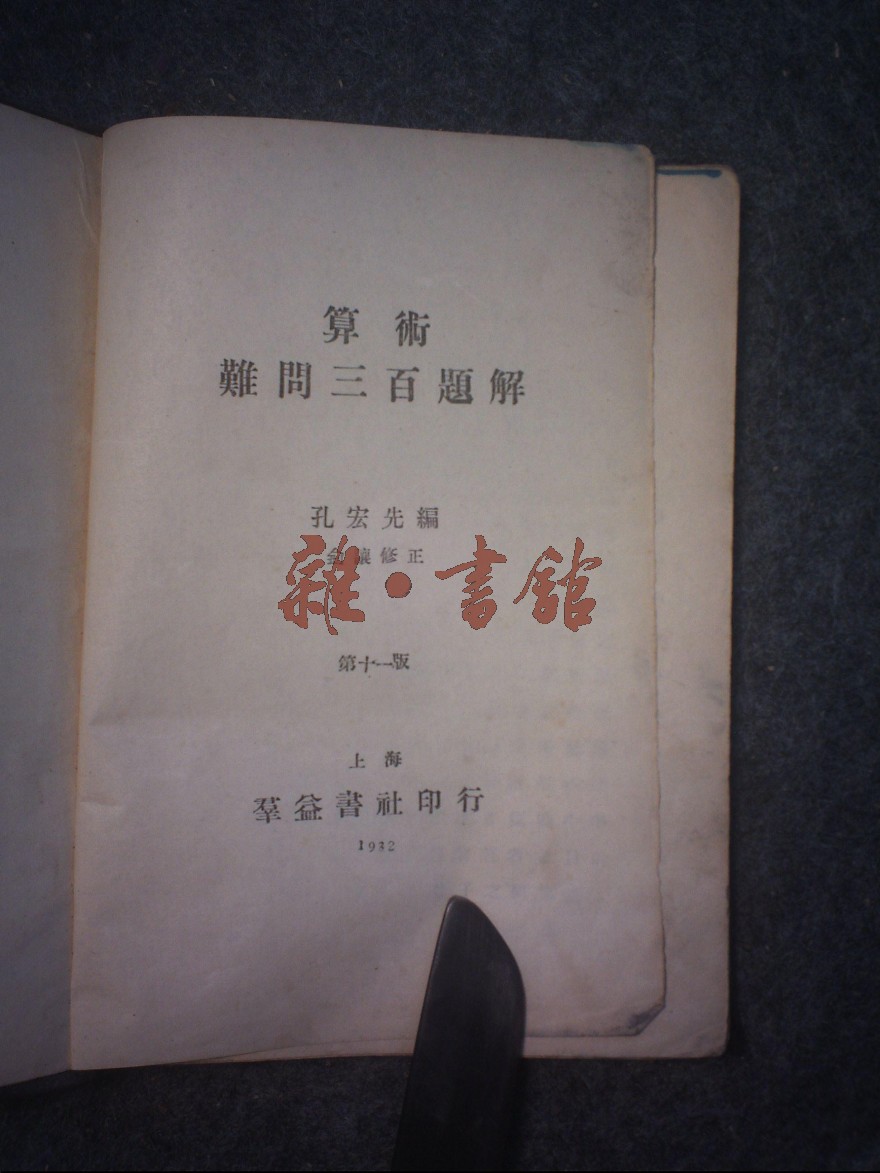 算術
難問三百題解
孔宏先編
修正
雜·書館
第十一版
上海
羣益書社印行
1932